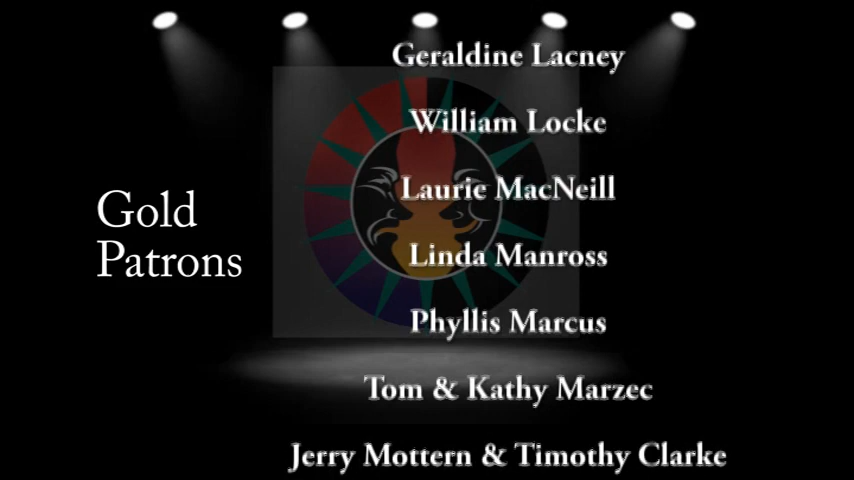 Gold
Patrons
Geraldine Lacney
William Locke
Laurie MacNeill
Linda Manross
Phyllis Marcus
Tom & Kathy Marzec
Jerry Mottern & Timothy Clarke